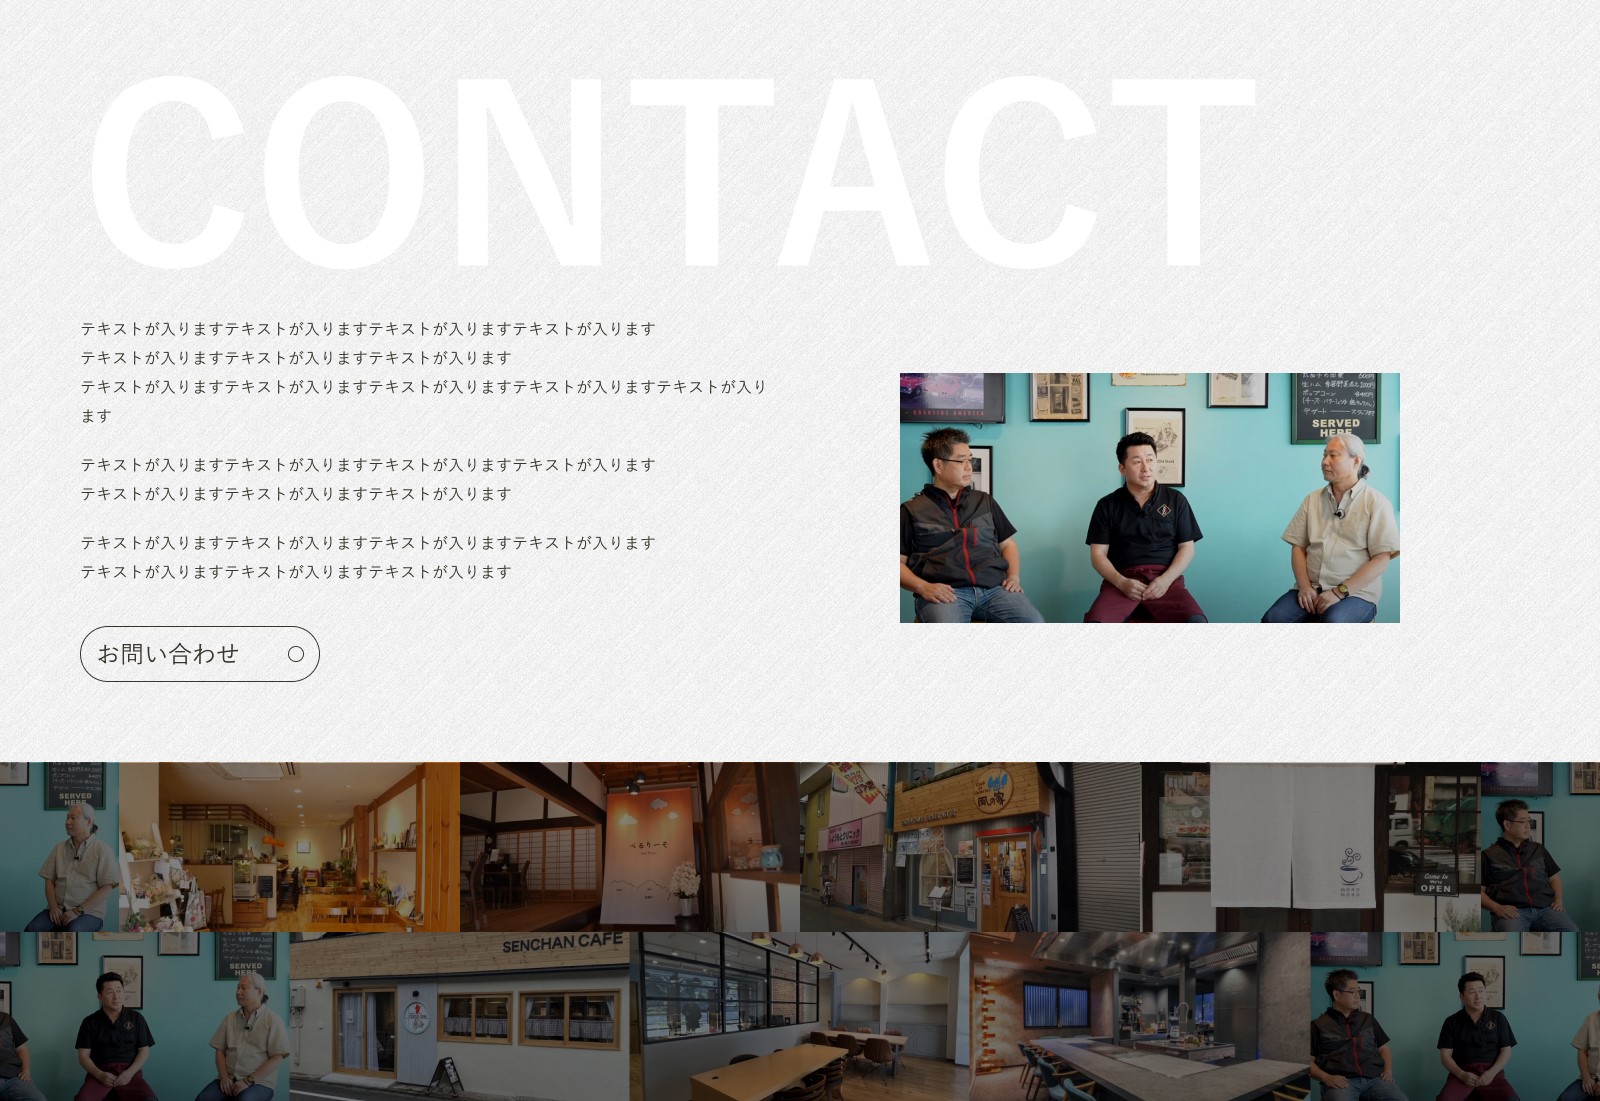 CONTACT
テキストが入りますテキストが入りますテキストが入りますテキストが入ります
テキストが入りますテキストが入りますテキストが入ります
テキストが入りますテキストが入りますテキストが入りますテキストが入りますテキストが入り
ます
テキストが入りますテキストが入りますテキストが入りますテキストが入ります
テキストが入りますテキストが入りますテキストが入ります
テキストが入りますテキストが入りますテキストが入りますテキストが入ります
テキストが入りますテキストが入りますテキストが入ります
お問い合わせ
SERVED
HERE
SERVED
HERE
べるりーそ
風の家
Come in
We're
OPEN
SERVED
HERE
SENCHAN CAFE